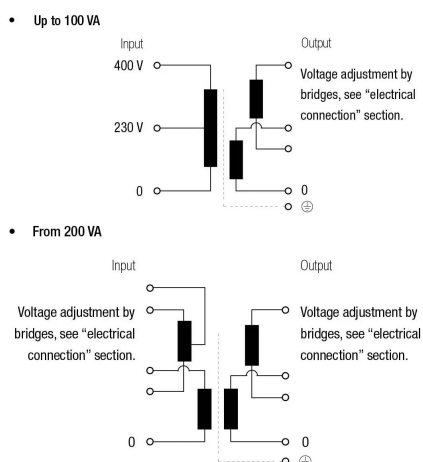 • Up to 100 VA
Input
Output
400 V
Voltage adjustment by
bridges, see “electrical
connection” section.
230 V
0
0
• From 200 VA
Input
Output
Voltage adjustment by
bridges, see “electrical
connection” section.
Voltage adjustment by
bridges, see “electrical
connection” section.
0
0